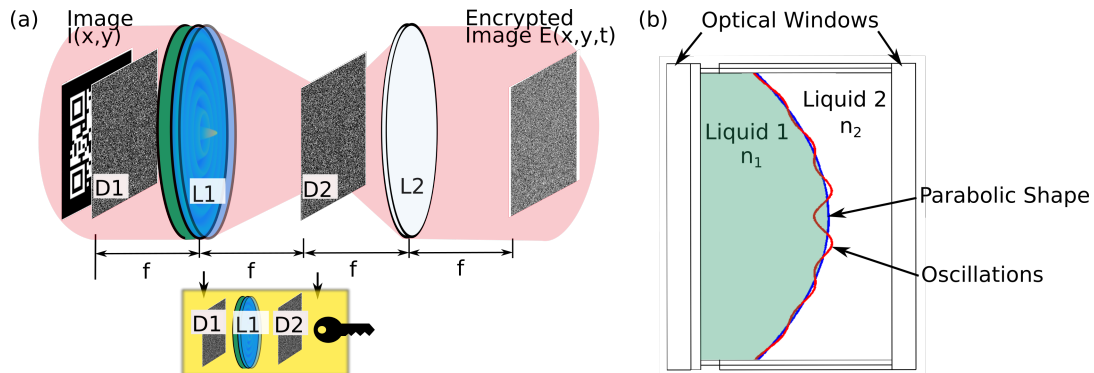 (a)
Image
I(x,y)
Encrypted
Image E(x,y,t)
D1
L1
D2
L2
f
f
f
f
D1
L1
D2
(b)
Optical Windows
Liquid 2
n₂
Liquid 1
n₁
Parabolic Shape
Oscillations